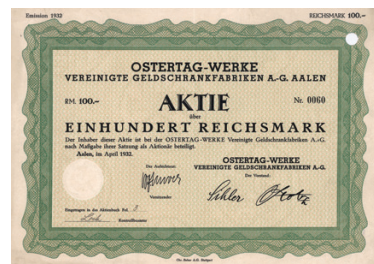 Emission 1932 REICHSMARK 100.—
OSTERTAG-WERKE
VEREINIGTE GELDSCHRANKFABRIKEN A.-G. AALEN
RM. 100.— AKTIE Nr. 0060
über
EINHUNDERT REICHSMARK
Der Inhaber dieser Aktie ist bei der OSTERTAG-WERKE Vereinigte Geldschrankfabriken A.-G.
nach Maßgabe ihrer Satzung als Aktionär beteiligt.
Aalen, im April 1932.
OSTERTAG-WERKE
Der Aufsichtsrat: VEREINIGTE GELDSCHRANKFABRIKEN A.-G.
Der Vorstand:
Vorsitzender
Eingetragen in das Aktienbuch Fol.
Kontrollbeamter